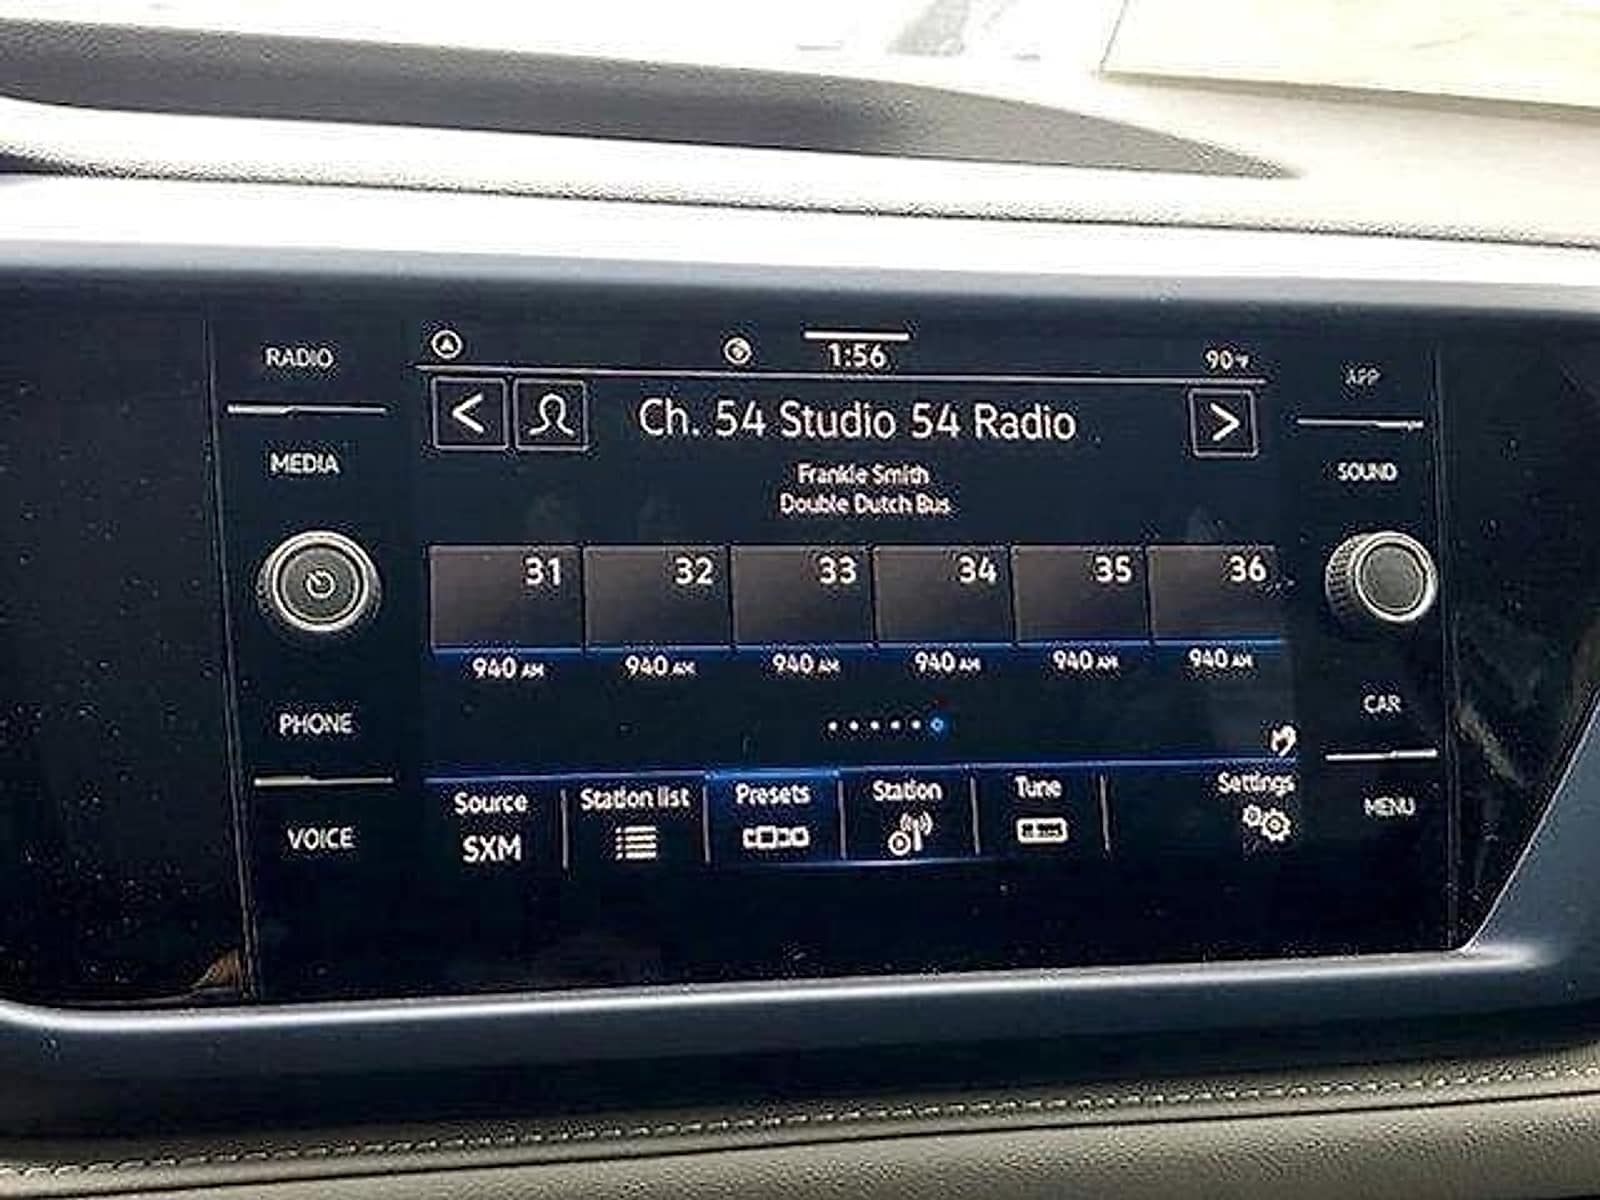 RADIO
MEDIA
PHONE
VOICE
1:56
90°F
Ch. 54 Studio 54 Radio
Frankie Smith
Double Dutch Bus
31 32 33 34 35 36
940 AM 940 AM 940 AM 940 AM 940 AM 940 AM
Source Station list Presets Station Tune Settings
SXM
APP
SOUND
CAR
MENU